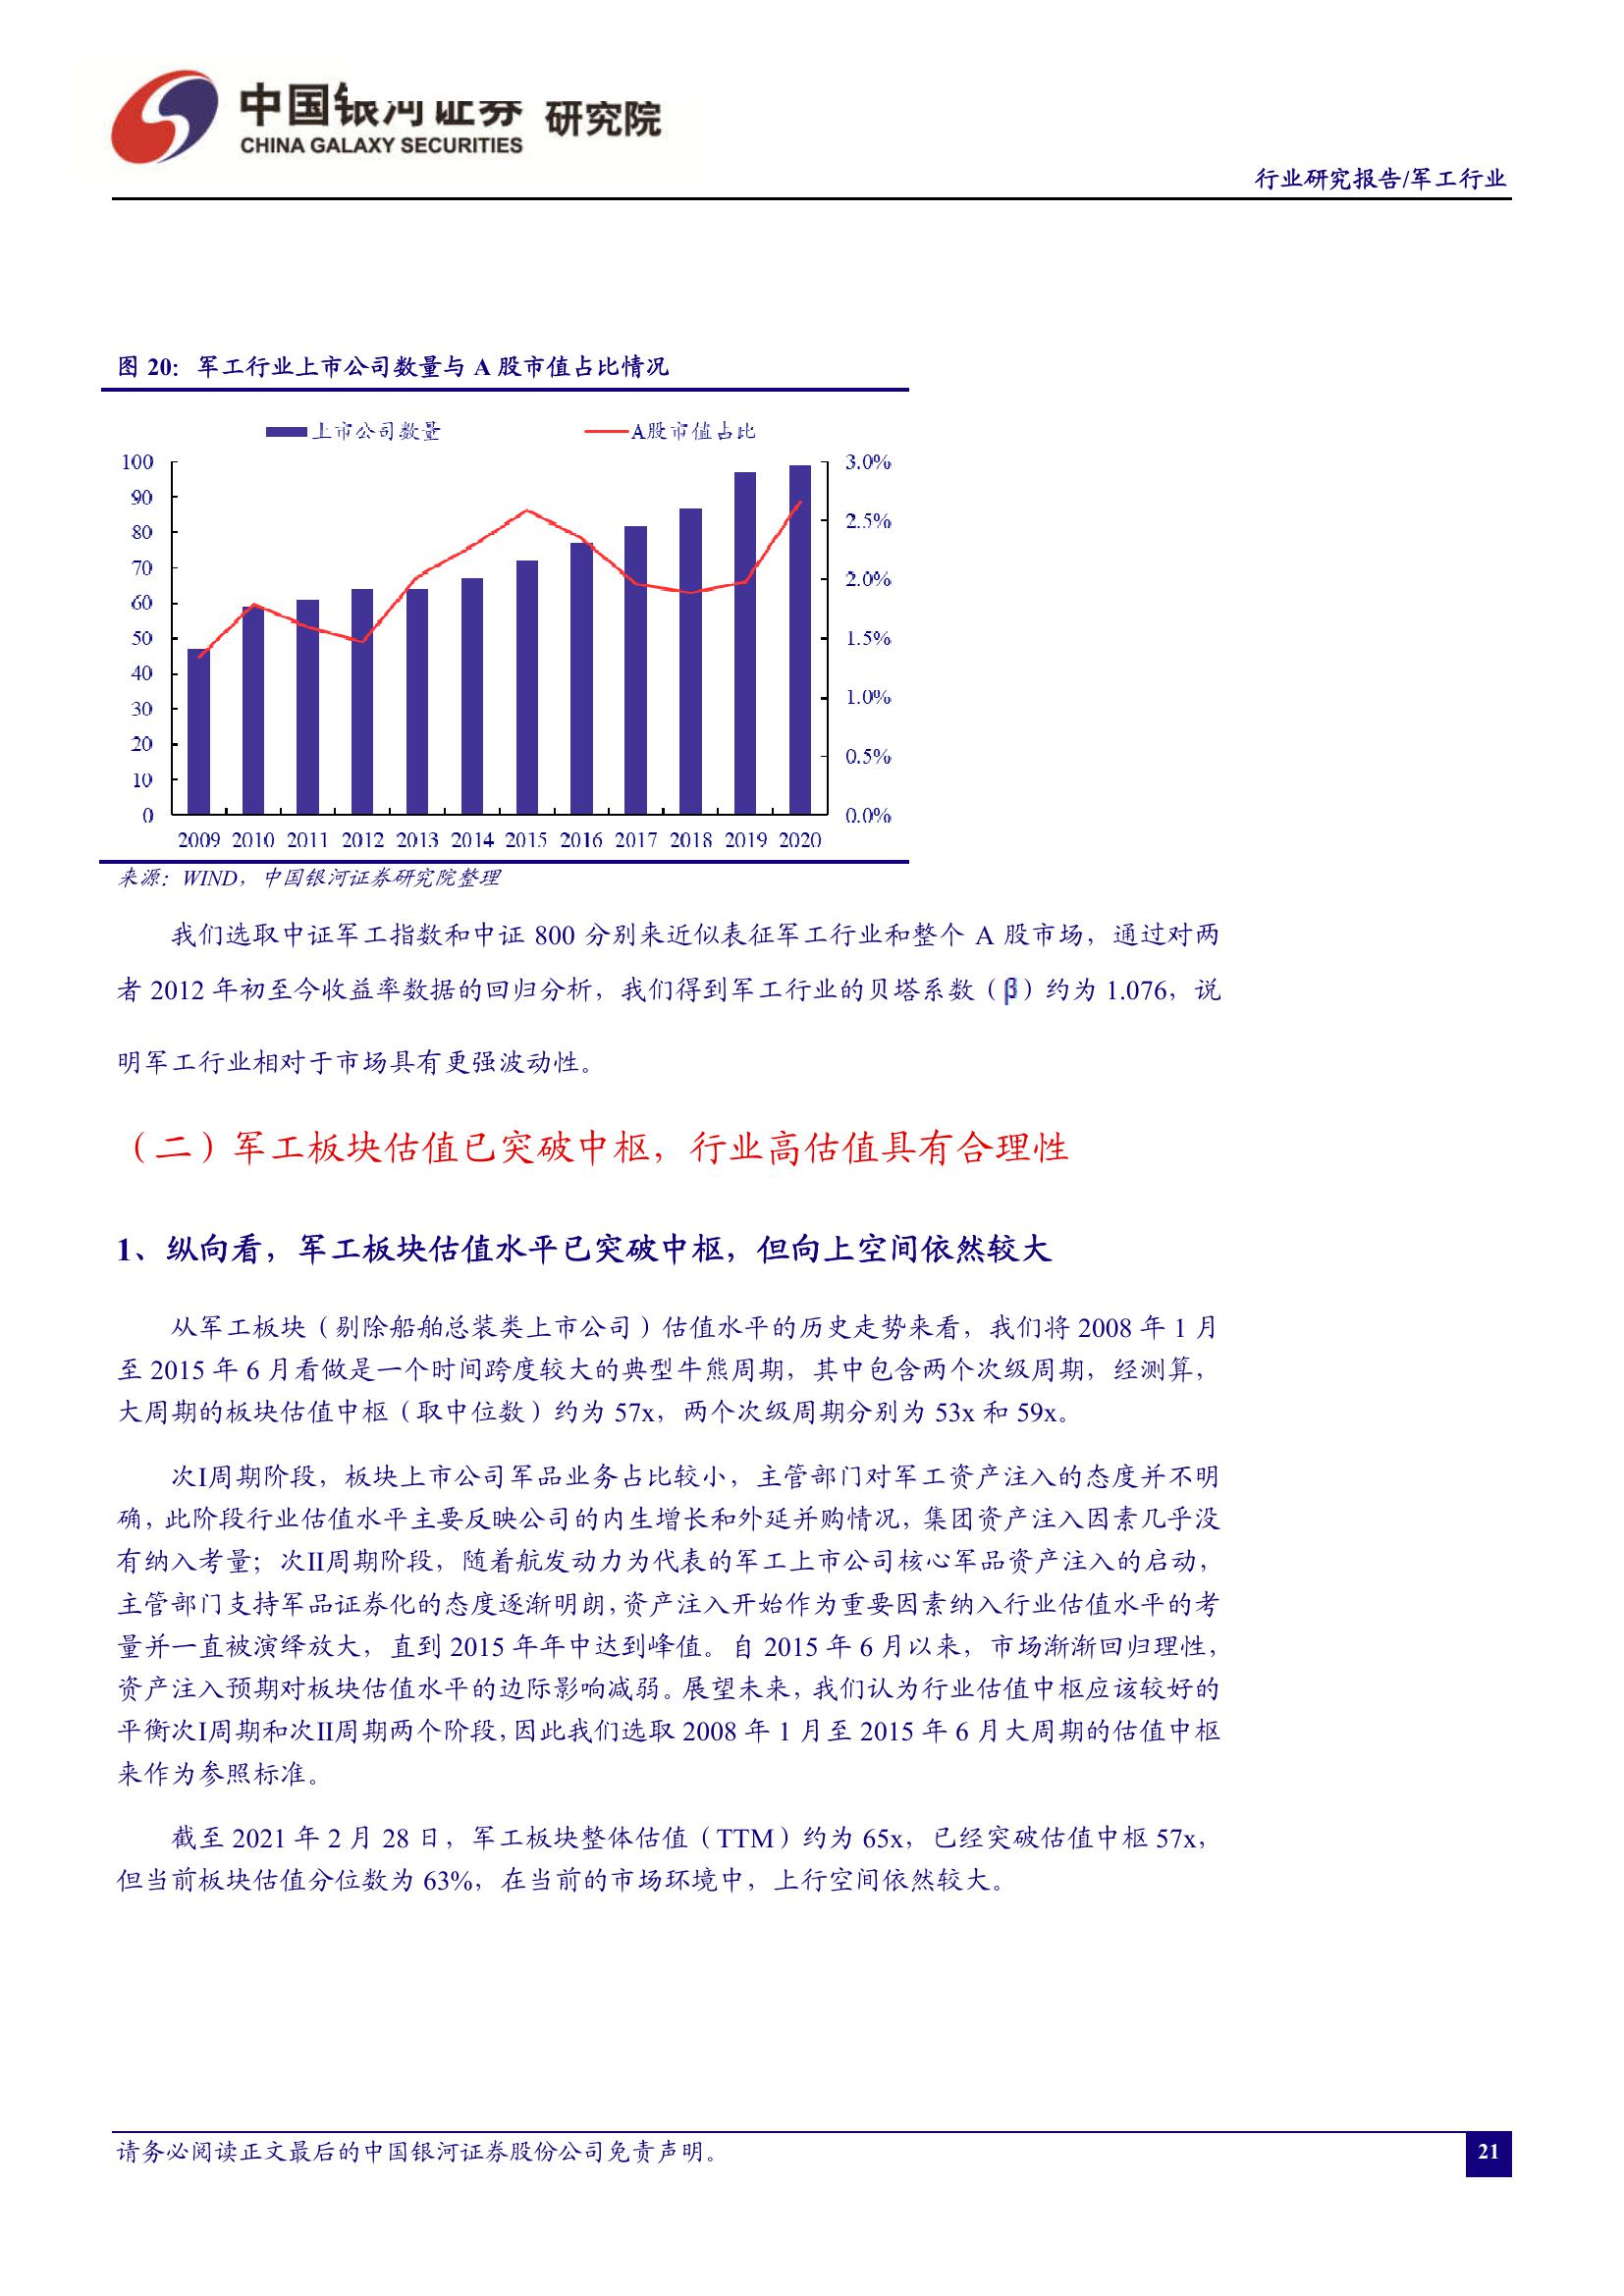 中国银河证券 研究院
CHINA GALAXY SECURITIES
行业研究报告/军工行业
图 20：军工行业上市公司数量与 A 股市值占比情况
上市公司数量 A股市值占比
100 3.0%
90
80 2.5%
70
60 2.0%
50 1.5%
40
30 1.0%
20 0.5%
10
0 0.0%
2009 2010 2011 2012 2013 2014 2015 2016 2017 2018 2019 2020
来源：WIND，中国银河证券研究院整理
我们选取中证军工指数和中证 800 分别来近似表征军工行业和整个 A 股市场，通过对两
者 2012 年初至今收益率数据的回归分析，我们得到军工行业的贝塔系数（β）约为 1.076，说
明军工行业相对于市场具有更强波动性。
（二）军工板块估值已突破中枢，行业高估值具有合理性
1、纵向看，军工板块估值水平已突破中枢，但向上空间依然较大
从军工板块（剔除船舶总装类上市公司）估值水平的历史走势来看，我们将 2008 年 1 月
至 2015 年 6 月看做是一个时间跨度较大的典型牛熊周期，其中包含两个次级周期，经测算，
大周期的板块估值中枢（取中位数）约为 57x，两个次级周期分别为 53x 和 59x。
次I周期阶段，板块上市公司军品业务占比较小，主管部门对军工资产注入的态度并不明
确，此阶段行业估值水平主要反映公司的内生增长和外延并购情况，集团资产注入因素几乎没
有纳入考量；次II周期阶段，随着航发动力为代表的军工上市公司核心军品资产注入的启动，
主管部门支持军品证券化的态度逐渐明朗，资产注入开始作为重要因素纳入行业估值水平的考
量并一直被演绎放大，直到 2015 年年中达到峰值。自 2015 年 6 月以来，市场渐渐回归理性，
资产注入预期对板块估值水平的边际影响减弱。展望未来，我们认为行业估值中枢应该较好的
平衡次I周期和次II周期两个阶段，因此我们选取 2008 年 1 月至 2015 年 6 月大周期的估值中枢
来作为参照标准。
截至 2021 年 2 月 28 日，军工板块整体估值（TTM）约为 65x，已经突破估值中枢 57x，
但当前板块估值分位数为 63%，在当前的市场环境中，上行空间依然较大。
请务必阅读正文最后的中国银河证券股份公司免责声明。
21